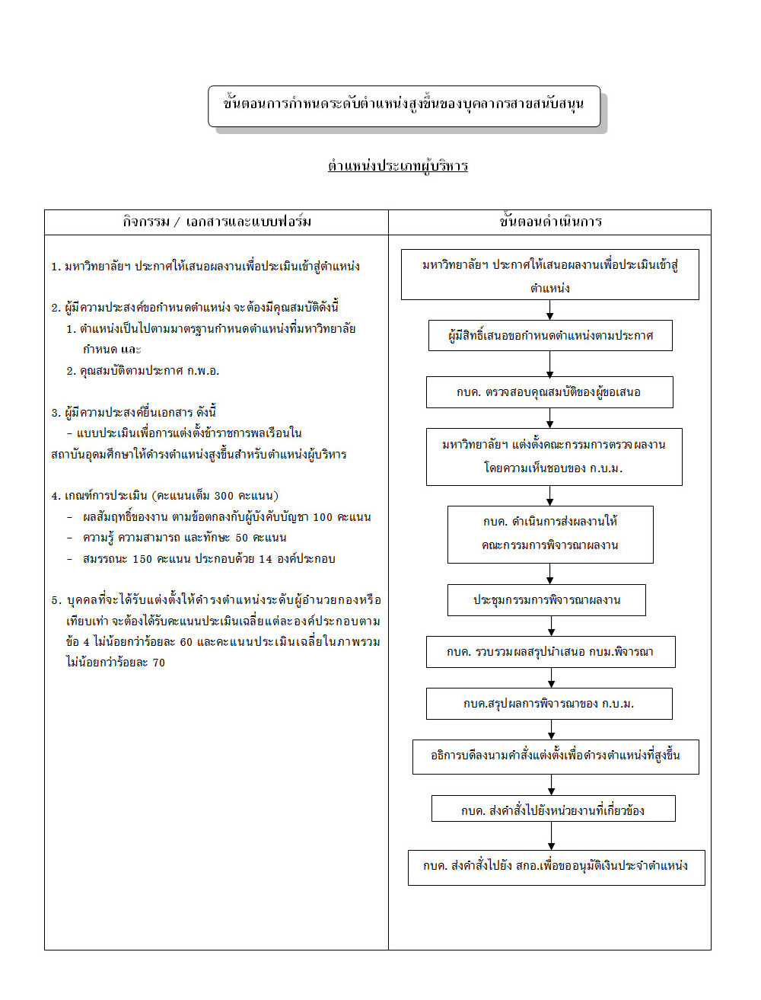 ขั้นตอนการกำหนดระดับตำแหน่งสูงขึ้นของบุคลากรสายสนับสนุน
ตำแหน่งประเภทผู้บริหาร
กิจกรรม / เอกสารและแบบฟอร์ม
1. มหาวิทยาลัยฯ ประกาศให้เสนอผลงานเพื่อประเมินเข้าสู่ตำแหน่ง
2. ผู้มีความประสงค์ขอกำหนดตำแหน่ง จะต้องมีคุณสมบัติดังนี้
1. ตำแหน่งเป็นไปตามมาตรฐานกำหนดตำแหน่งที่มหาวิทยาลัย
กำหนด และ
2. คุณสมบัติตามประกาศ ก.พ.อ.
3. ผู้มีความประสงค์ยื่นเอกสาร ดังนี้
- แบบประเมินเพื่อการแต่งตั้งข้าราชการพลเรือนใน
สถาบันอุดมศึกษาให้ดำรงตำแหน่งสูงขึ้นสำหรับตำแหน่งผู้บริหาร
4. เกณฑ์การประเมิน (คะแนนเต็ม 300 คะแนน)
- ผลสัมฤทธิ์ของงาน ตามข้อตกลงกับผู้บังคับบัญชา 100 คะแนน
- ความรู้ ความสามารถ และทักษะ 50 คะแนน
- สมรรถนะ 150 คะแนน ประกอบด้วย 14 องค์ประกอบ
5. บุคคลที่จะได้รับแต่งตั้งให้ดำรงตำแหน่งระดับผู้อำนวยกองหรือ
เทียบเท่า จะต้องได้รับคะแนนประเมินเฉลี่ยแต่ละองค์ประกอบตาม
ข้อ 4 ไม่น้อยกว่าร้อยละ 60 และคะแนนประเมินเฉลี่ยในภาพรวม
ไม่น้อยกว่าร้อยละ 70
ขั้นตอนดำเนินการ
มหาวิทยาลัยฯ ประกาศให้เสนอผลงานเพื่อประเมินเข้าสู่
ตำแหน่ง
ผู้มีสิทธิ์เสนอขอกำหนดตำแหน่งตามประกาศ
กบค. ตรวจสอบคุณสมบัติของผู้ขอเสนอ
มหาวิทยาลัยฯ แต่งตั้งคณะกรรมการตรวจผลงาน
โดยความเห็นชอบของ ก.บ.ม.
กบค. ดำเนินการส่งผลงานให้
คณะกรรมการพิจารณาผลงาน
ประชุมกรรมการพิจารณาผลงาน
กบค. รวบรวมผลสรุปนำเสนอ กบม.พิจารณา
กบค.สรุปผลการพิจารณาของ ก.บ.ม.
อธิการบดีลงนามคำสั่งแต่งตั้งเพื่อดำรงตำแหน่งที่สูงขึ้น
กบค. ส่งคำสั่งไปยังหน่วยงานที่เกี่ยวข้อง
กบค. ส่งคำสั่งไปยัง สกอ.เพื่อขออนุมัติเงินประจำตำแหน่ง